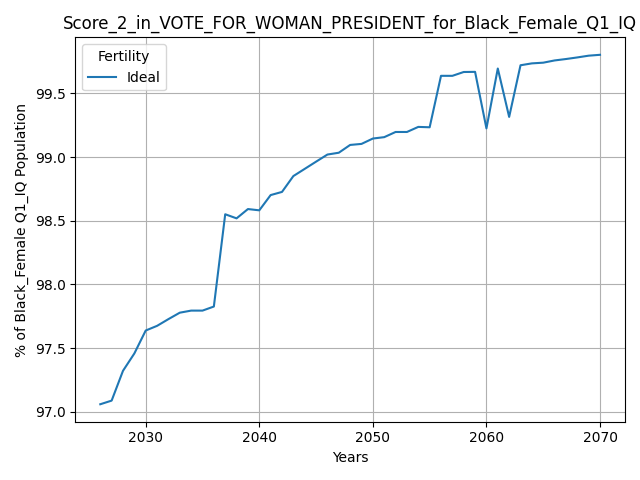 Score_2_in_VOTE_FOR_WOMAN_PRESIDENT_for_Black_Female_Q1_IQ
Fertility
Ideal
% of Black_Female Q1_IQ Population
99.5
99.0
98.5
98.0
97.5
97.0
2030 2040 2050 2060 2070
Years